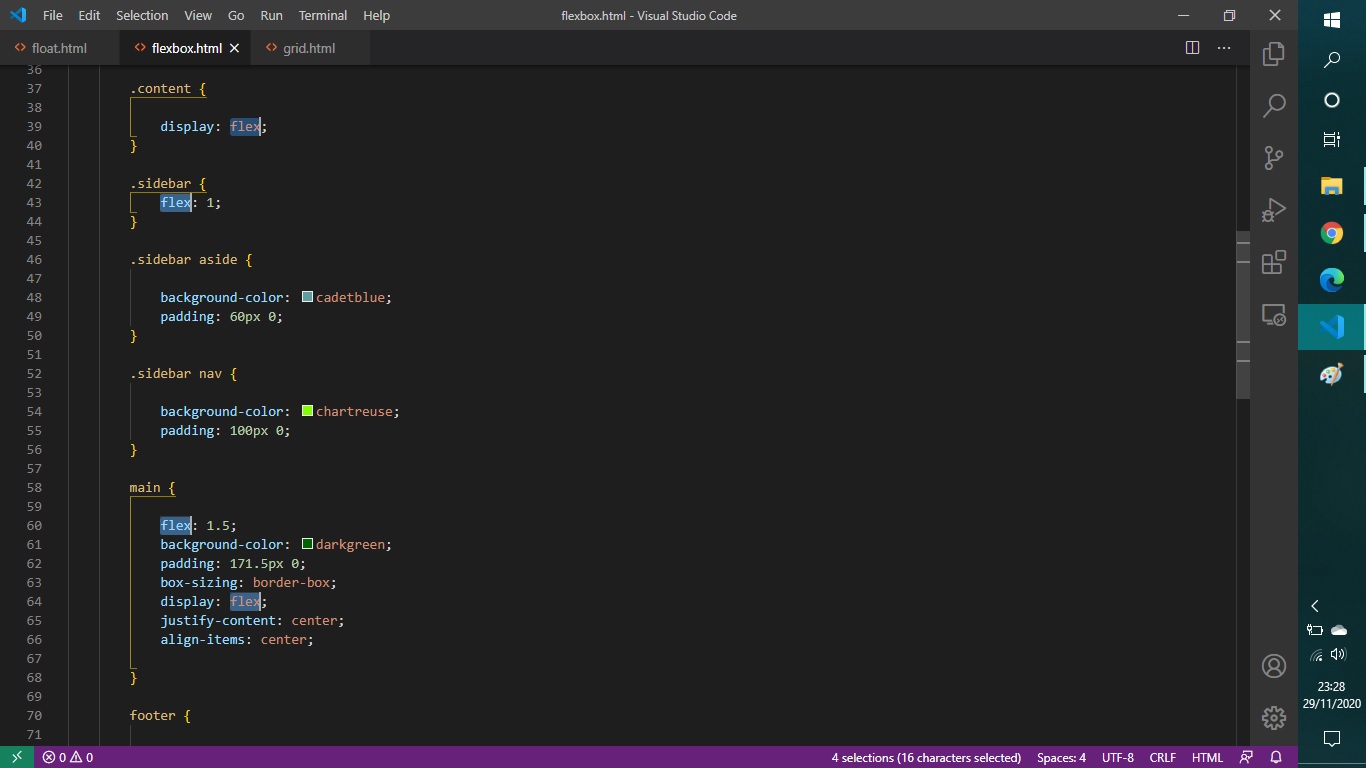 File Edit Selection View Go Run Terminal Help flexbox.html - Visual Studio Code
float.html flexbox.html grid.html
36
37 .content {
38
39 display: flex;
40 }
41
42 .sidebar {
43 flex: 1;
44 }
45
46 .sidebar aside {
47
48 background-color: cadetblue;
49 padding: 60px 0;
50 }
51
52 .sidebar nav {
53
54 background-color: chartreuse;
55 padding: 100px 0;
56 }
57
58 main {
59
60 flex: 1.5;
61 background-color: darkgreen;
62 padding: 171.5px 0;
63 box-sizing: border-box;
64 display: flex;
65 justify-content: center;
66 align-items: center;
67
68 }
69
70 footer {
71
0 0 4 selections (16 characters selected) Spaces: 4 UTF-8 CRLF HTML
23:28
29/11/2020